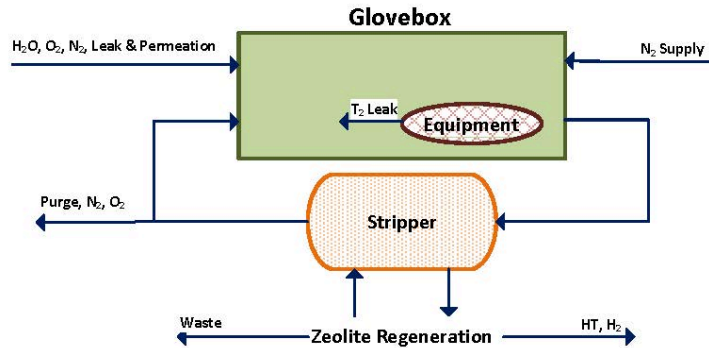 Glovebox
H₂O, O₂, N₂, Leak & Permeation
N₂ Supply
T₂ Leak
Equipment
Purge, N₂, O₂
Stripper
Waste
Zeolite Regeneration
HT, H₂